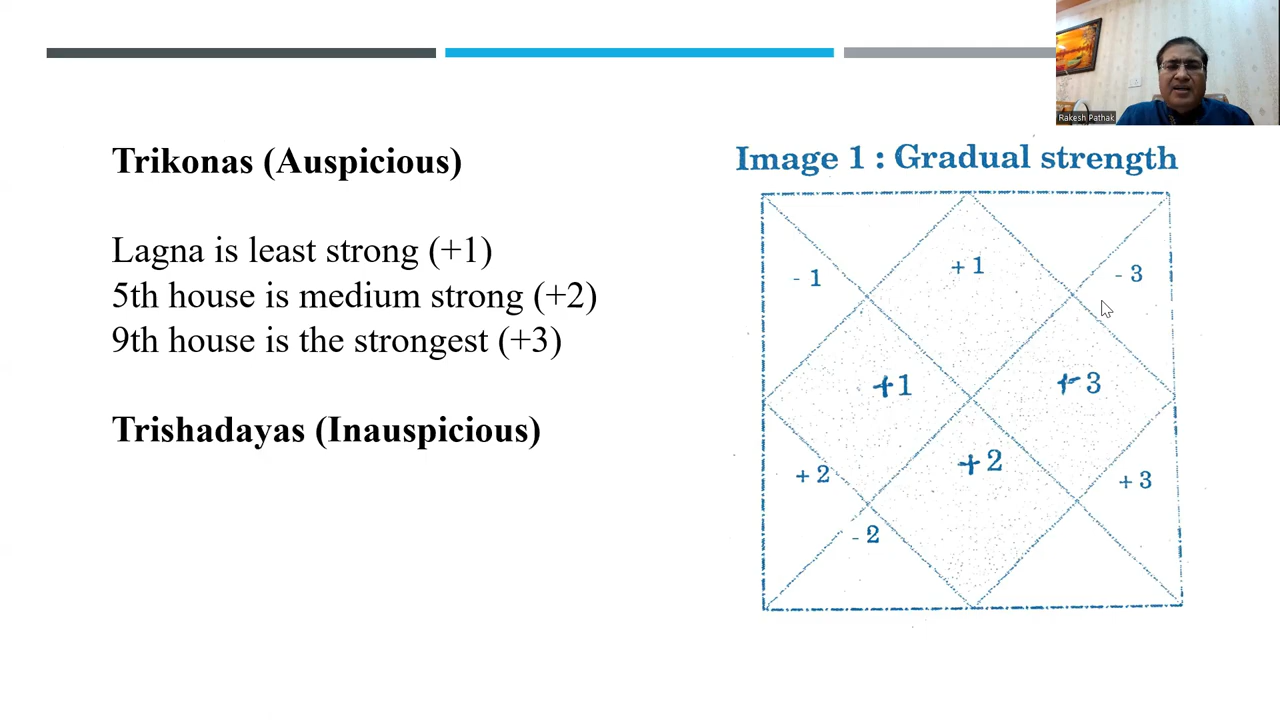 Rakesh Pathak
Trikonas (Auspicious)
Lagna is least strong (+1)
5th house is medium strong (+2)
9th house is the strongest (+3)
Trishadayas (Inauspicious)
Image 1 : Gradual strength
- 1
+ 1
- 3
+1
+3
+2
+ 2
+ 3
- 2